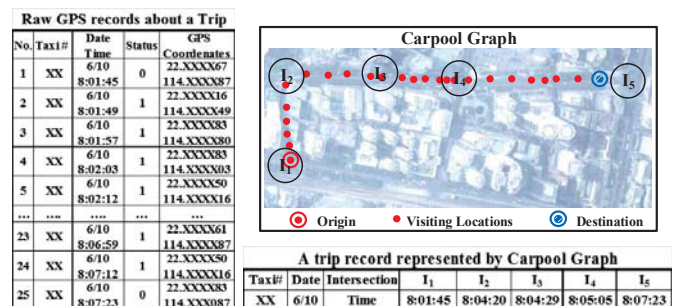 Raw GPS records about a Trip
No. Taxi# Date Time Status GPS Coordenates
1 XX 6/10 8:01:45 0 22.XXXX67 114.XXXX87
2 XX 6/10 8:01:49 1 22.XXXX16 114.XXXX49
3 XX 6/10 8:01:57 1 22.XXXX83 114.XXXX80
4 XX 6/10 8:02:03 1 22.XXXX83 114.XXXX03
5 XX 6/10 8:02:12 1 22.XXXX50 114.XXXX16
... .... .... ... ...
23 XX 6/10 8:06:59 1 22.XXXX61 114.XXXX87
24 XX 6/10 8:07:12 1 22.XXXX50 114.XXXX16
25 XX 6/10 8:07:23 0 22.XXXX83 114.XXX087
Carpool Graph
I2 I3 I4 I5
I1
Origin Visiting Locations Destination
A trip record represented by Carpool Graph
Taxi# Date Intersection I1 I2 I3 I4 I5
XX 6/10 Time 8:01:45 8:04:20 8:04:29 8:05:05 8:07:23